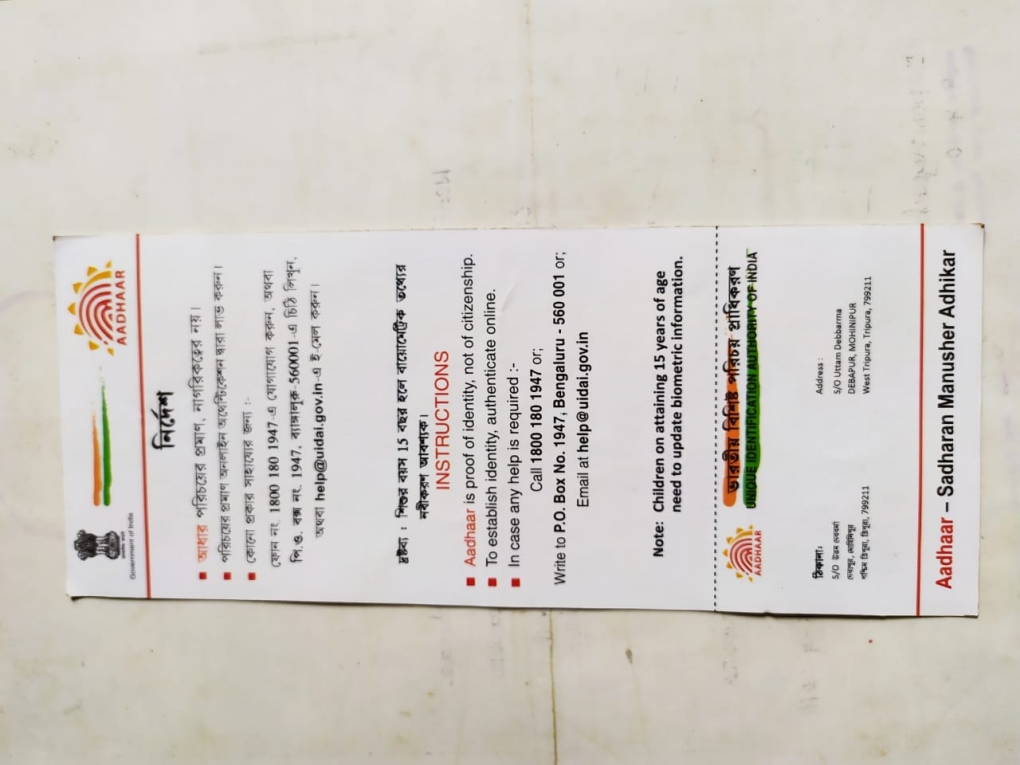 भारत सरकार
Government of India
AADHAAR
নির্দেশ
আধার পরিচয়ের প্রমাণ, নাগরিকত্বের নয়।
পরিচয়ের প্রমাণ অনলাইন অথেন্টিকেশন দ্বারা লাভ করুন।
কোনো প্রকার সাহায্যের জন্য :-
ফোন নং. 1800 180 1947-এ যোগাযোগ করুন, অথবা
পি.ও. বক্স নং. 1947, ব্যাঙ্গালুরু-560001-এ চিঠি লিখুন,
অথবা help@uidai.gov.in-এ ই-মেল করুন।
দ্রষ্টব্য : শিশুর বয়স 15 বছর হলে বায়োমেট্রিক তথ্যের
নবীকরণ আবশ্যক।
INSTRUCTIONS
Aadhaar is proof of identity, not of citizenship.
To establish identity, authenticate online.
In case any help is required :-
Call 1800 180 1947 or;
Write to P.O. Box No. 1947, Bengaluru - 560 001 or;
Email at help@uidai.gov.in
Note: Children on attaining 15 years of age
need to update biometric information.
AADHAAR
ভারতীয় বিশিষ্ট পরিচয় প্রাধিকরণ
UNIQUE IDENTIFICATION AUTHORITY OF INDIA
ঠিকানা:
S/O উত্তম দেববর্মা
দেবাপুর, মোহিনিপুর
পশ্চিম ত্রিপুরা, ত্রিপুরা, 799211
Address :
S/O Uttam Debbarma
DEBAPUR, MOHINIPUR
West Tripura, Tripura, 799211
Aadhaar – Sadharan Manusher Adhikar